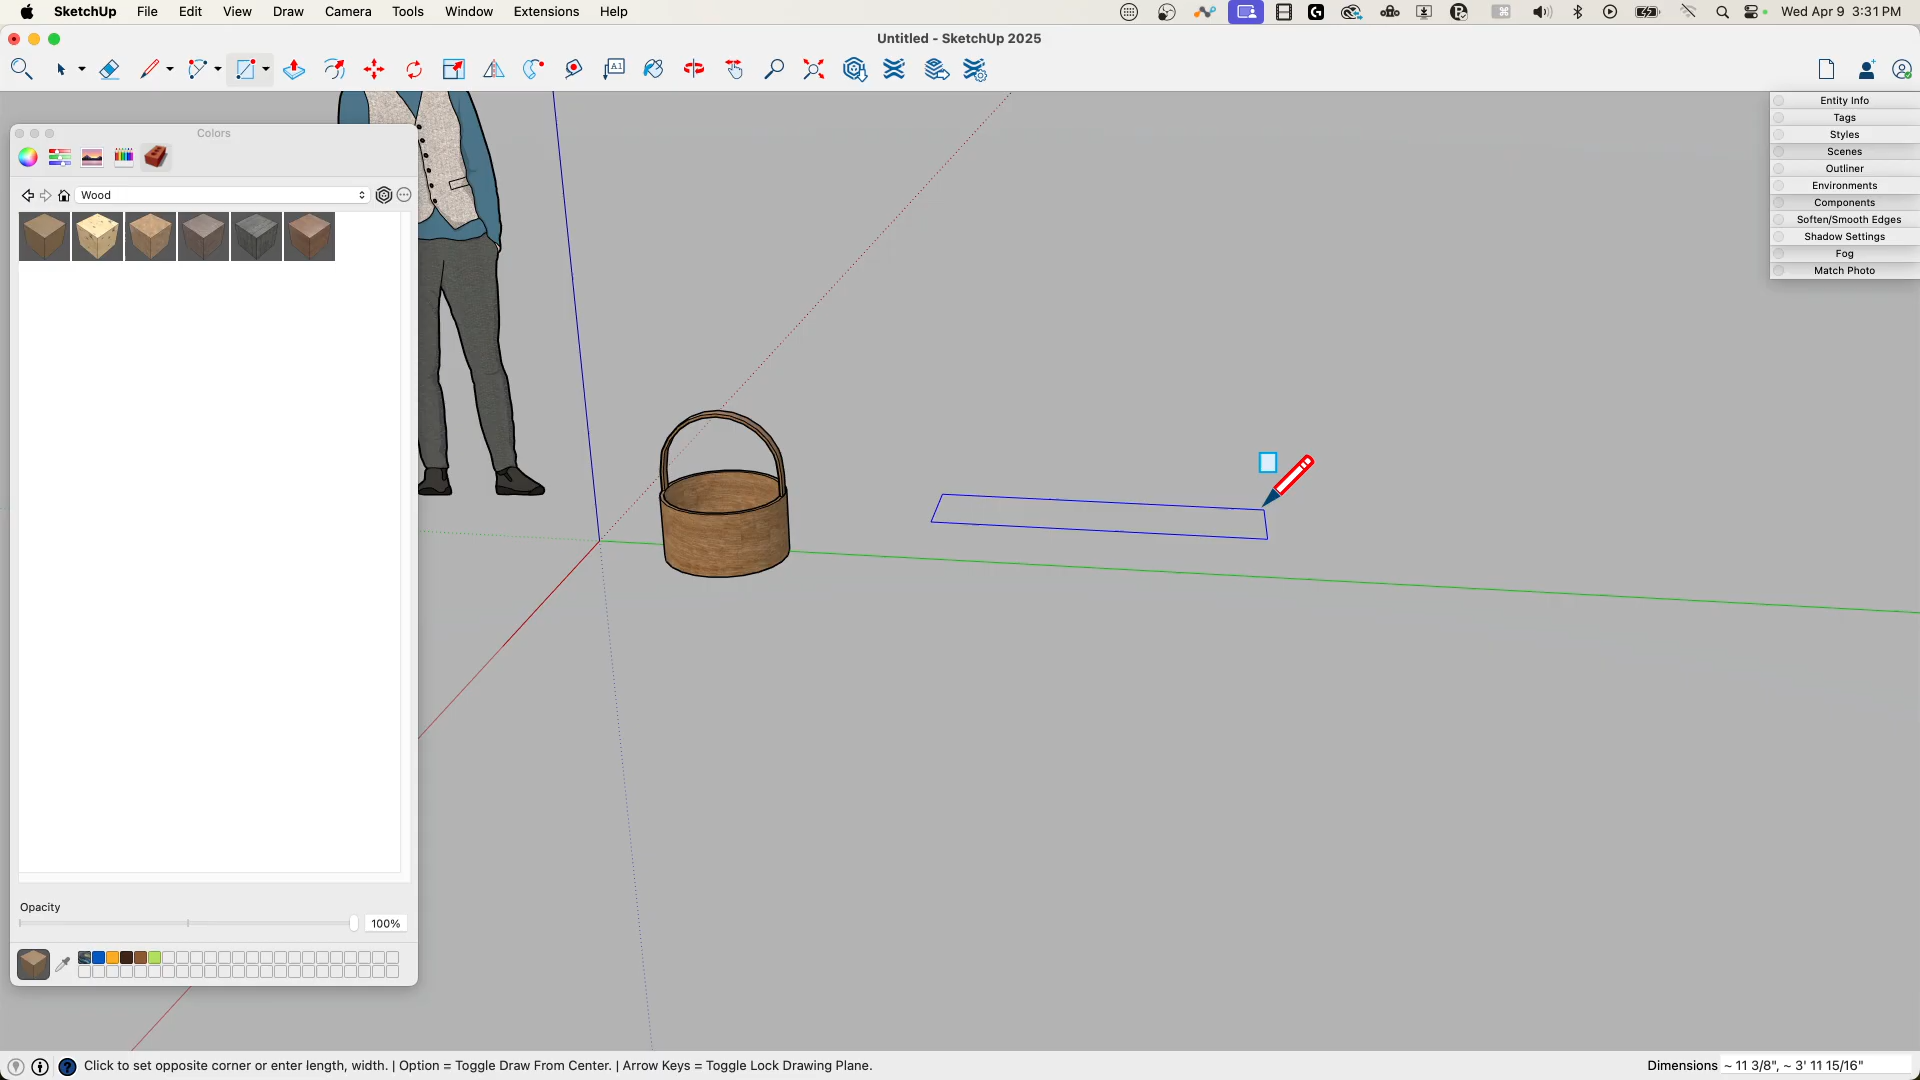 SketchUp File Edit View Draw Camera Tools Window Extensions Help
Wed Apr 9 3:31 PM
Untitled - SketchUp 2025
A1
Entity Info
Tags
Styles
Scenes
Outliner
Environments
Components
Soften/Smooth Edges
Shadow Settings
Fog
Match Photo
Colors
Wood
Opacity
100%
Click to set opposite corner or enter length, width. | Option = Toggle Draw From Center. | Arrow Keys = Toggle Lock Drawing Plane.
Dimensions ~ 11 3/8", ~ 3' 11 15/16"